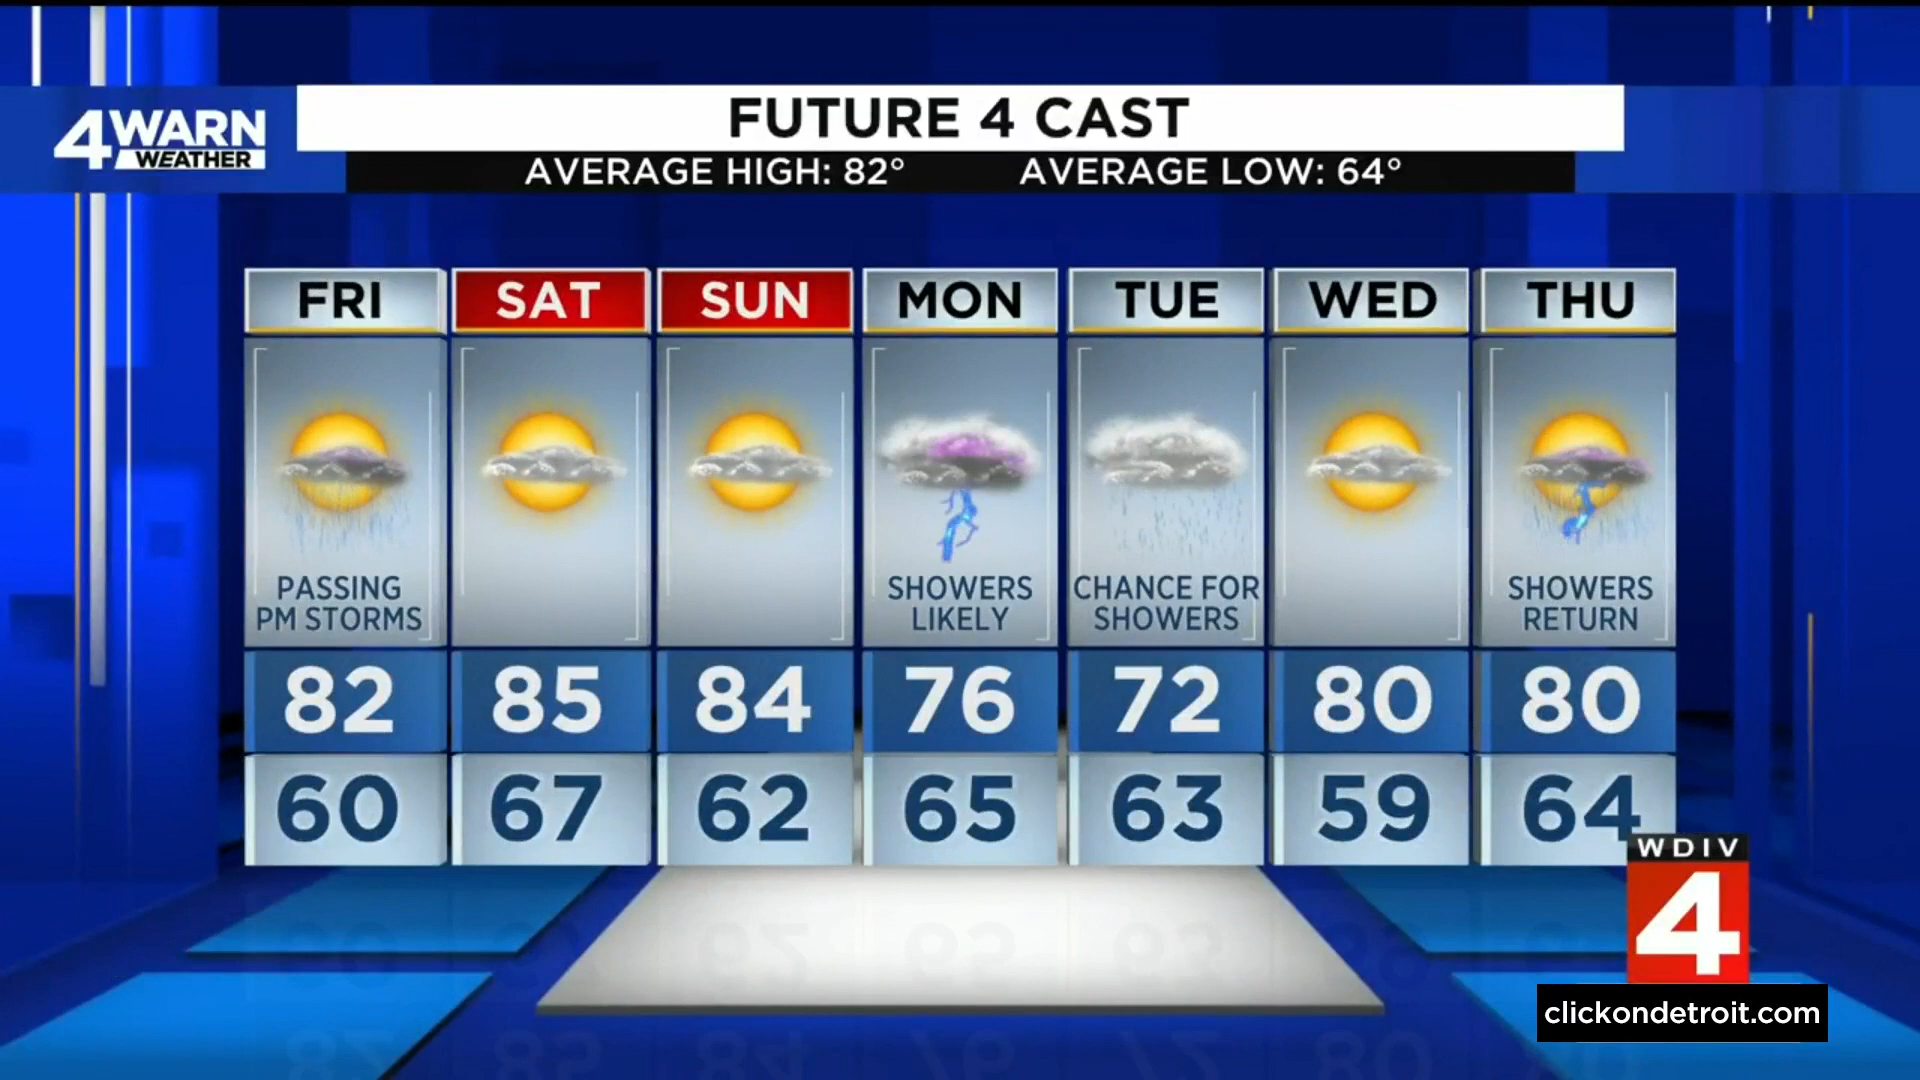 4 WARN
WEATHER
FUTURE 4 CAST
AVERAGE HIGH: 82° AVERAGE LOW: 64°
FRI SAT SUN MON TUE WED THU
PASSING
PM STORMS
SHOWERS
LIKELY
CHANCE FOR
SHOWERS
SHOWERS
RETURN
82 85 84 76 72 80 80
60 67 62 65 63 59 64
WDIV
4
clickondetroit.com